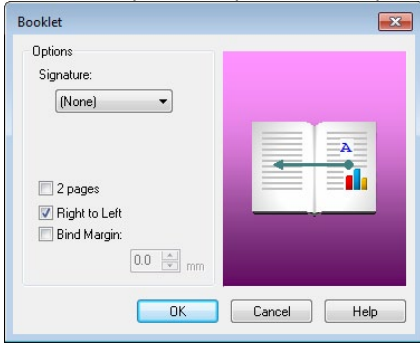 Booklet
Options
Signature:
(None)
2 pages
Right to Left
Bind Margin:
0.0 mm
A
OK Cancel Help